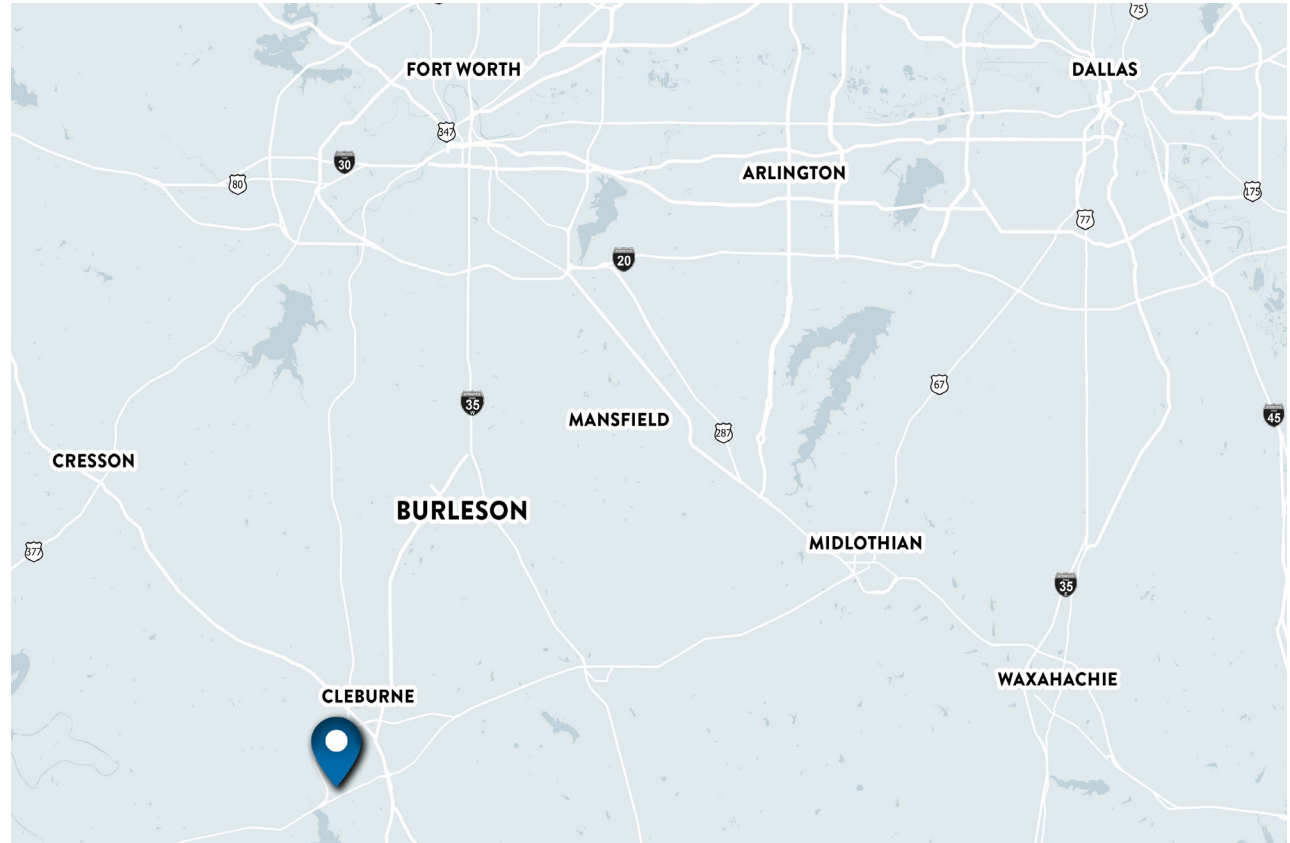 75
FORT WORTH
DALLAS
347
30
80
ARLINGTON
175
77
20
67
35
W
45
MANSFIELD
287
CRESSON
BURLESON
377
MIDLOTHIAN
35
E
WAXAHACHIE
CLEBURNE